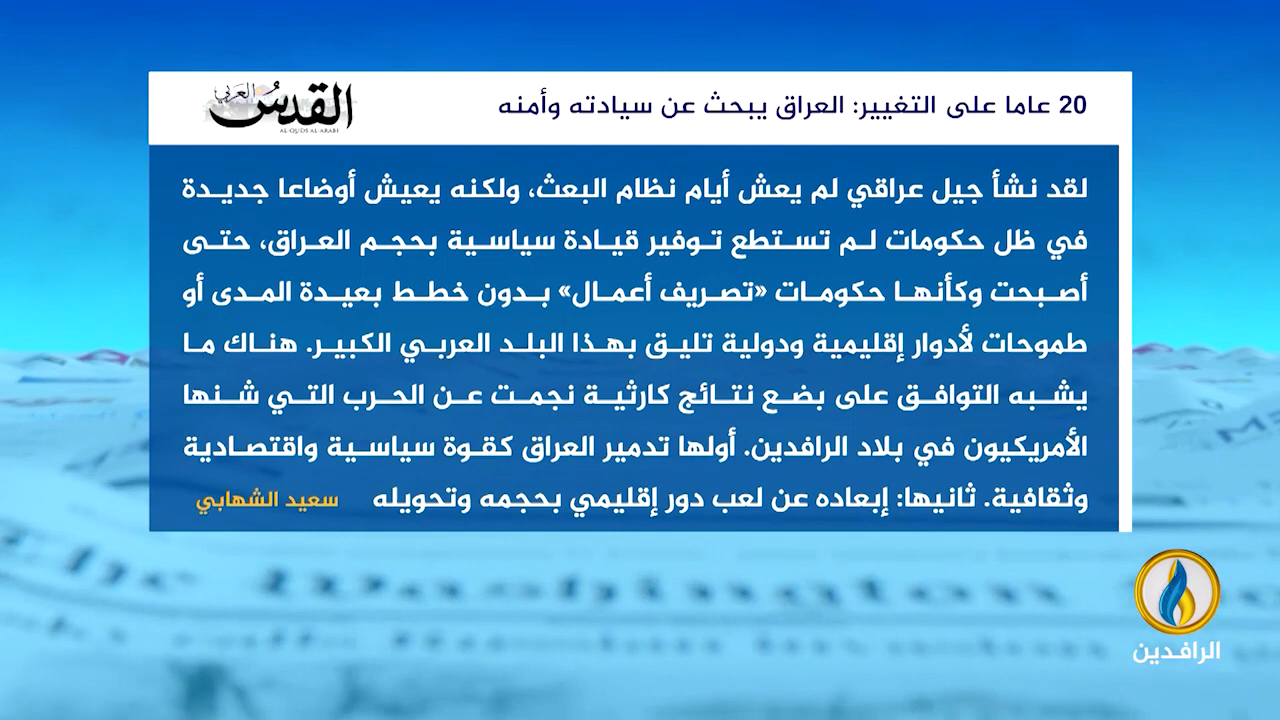 20 عاما على التغيير: العراق يبحث عن سيادته وأمنه
القدس العربي
AL-QUDS AL-ARABI
لقد نشأ جيل عراقي لم يعش أيام نظام البعث، ولكنه يعيش أوضاعا جديدة
في ظل حكومات لم تستطع توفير قيادة سياسية بحجم العراق، حتى
أصبحت وكأنها حكومات «تصريف أعمال» بدون خطط بعيدة المدى أو
طموحات لأدوار إقليمية ودولية تليق بهذا البلد العربي الكبير. هناك ما
يشبه التوافق على بضع نتائج كارثية نجمت عن الحرب التي شنها
الأمريكيون في بلاد الرافدين. أولها تدمير العراق كقوة سياسية واقتصادية
وثقافية. ثانيها: إبعاده عن لعب دور إقليمي بحجمه وتحويله
سعيد الشهابي
الرافدين